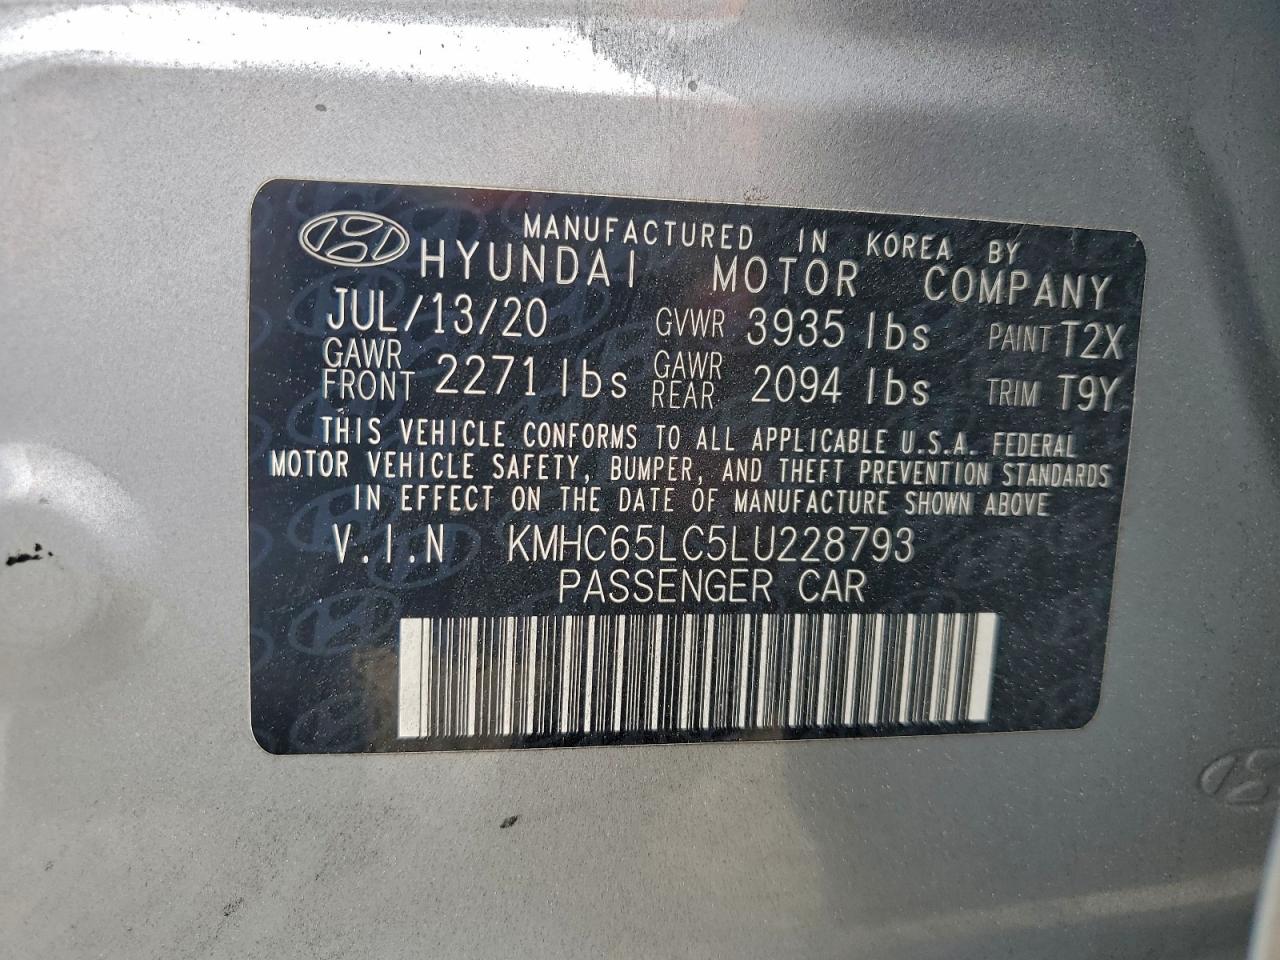 MANUFACTURED IN KOREA BY
HYUNDAI MOTOR COMPANY
JUL/13/20 GVWR 3935 lbs PAINT T2X
GAWR FRONT 2271 lbs GAWR REAR 2094 lbs TRIM T9Y
THIS VEHICLE CONFORMS TO ALL APPLICABLE U.S.A. FEDERAL
MOTOR VEHICLE SAFETY, BUMPER, AND THEFT PREVENTION STANDARDS
IN EFFECT ON THE DATE OF MANUFACTURE SHOWN ABOVE
V.I.N KMHC65LC5LU228793
PASSENGER CAR